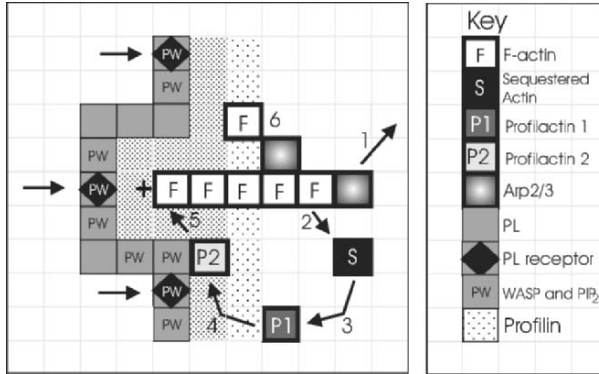 PW
PW
F 6 1
PW
PW + F F F F F
PW 5 2
PW PW P2 S
PW
PW 4 P1 3
Key
F F-actin
S Sequestered
Actin
P1 Profilactin 1
P2 Profilactin 2
Arp2/3
PL
PL receptor
PW WASP and PIP2
Profilin